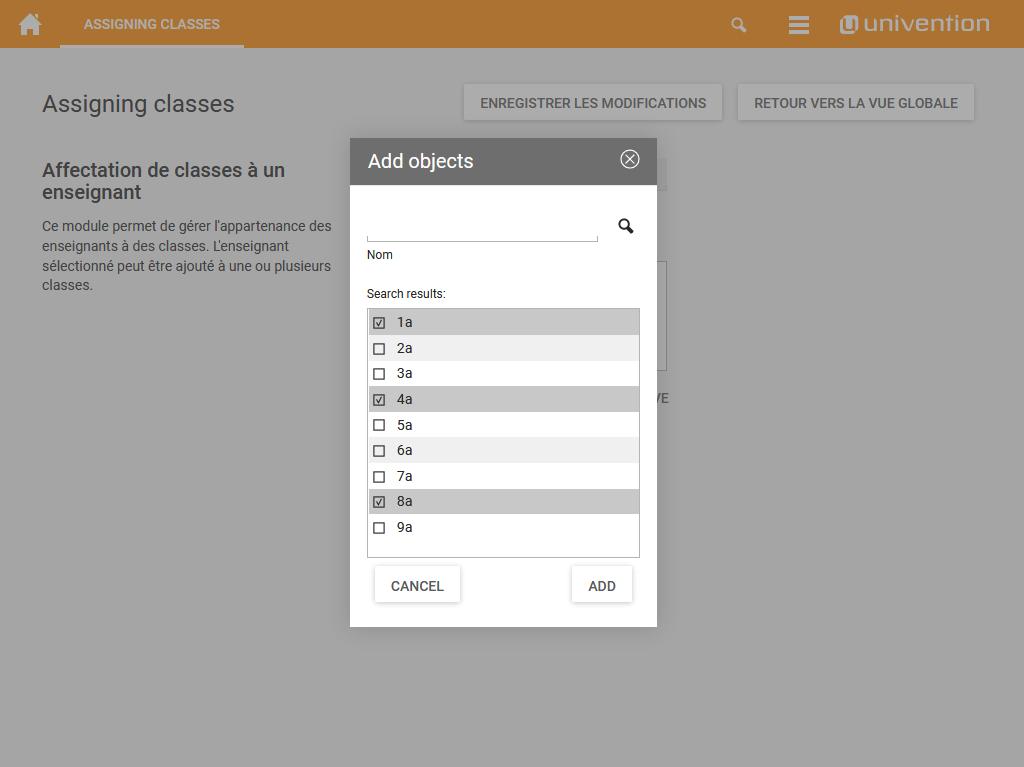 ASSIGNING CLASSES
univention
Assigning classes
ENREGISTRER LES MODIFICATIONS
RETOUR VERS LA VUE GLOBALE
Affectation de classes à un
enseignant
Ce module permet de gérer l'appartenance des
enseignants à des classes. L'enseignant
sélectionné peut être ajouté à une ou plusieurs
classes.
Add objects
Nom
Search results:
1a
2a
3a
4a
5a
6a
7a
8a
9a
CANCEL
ADD